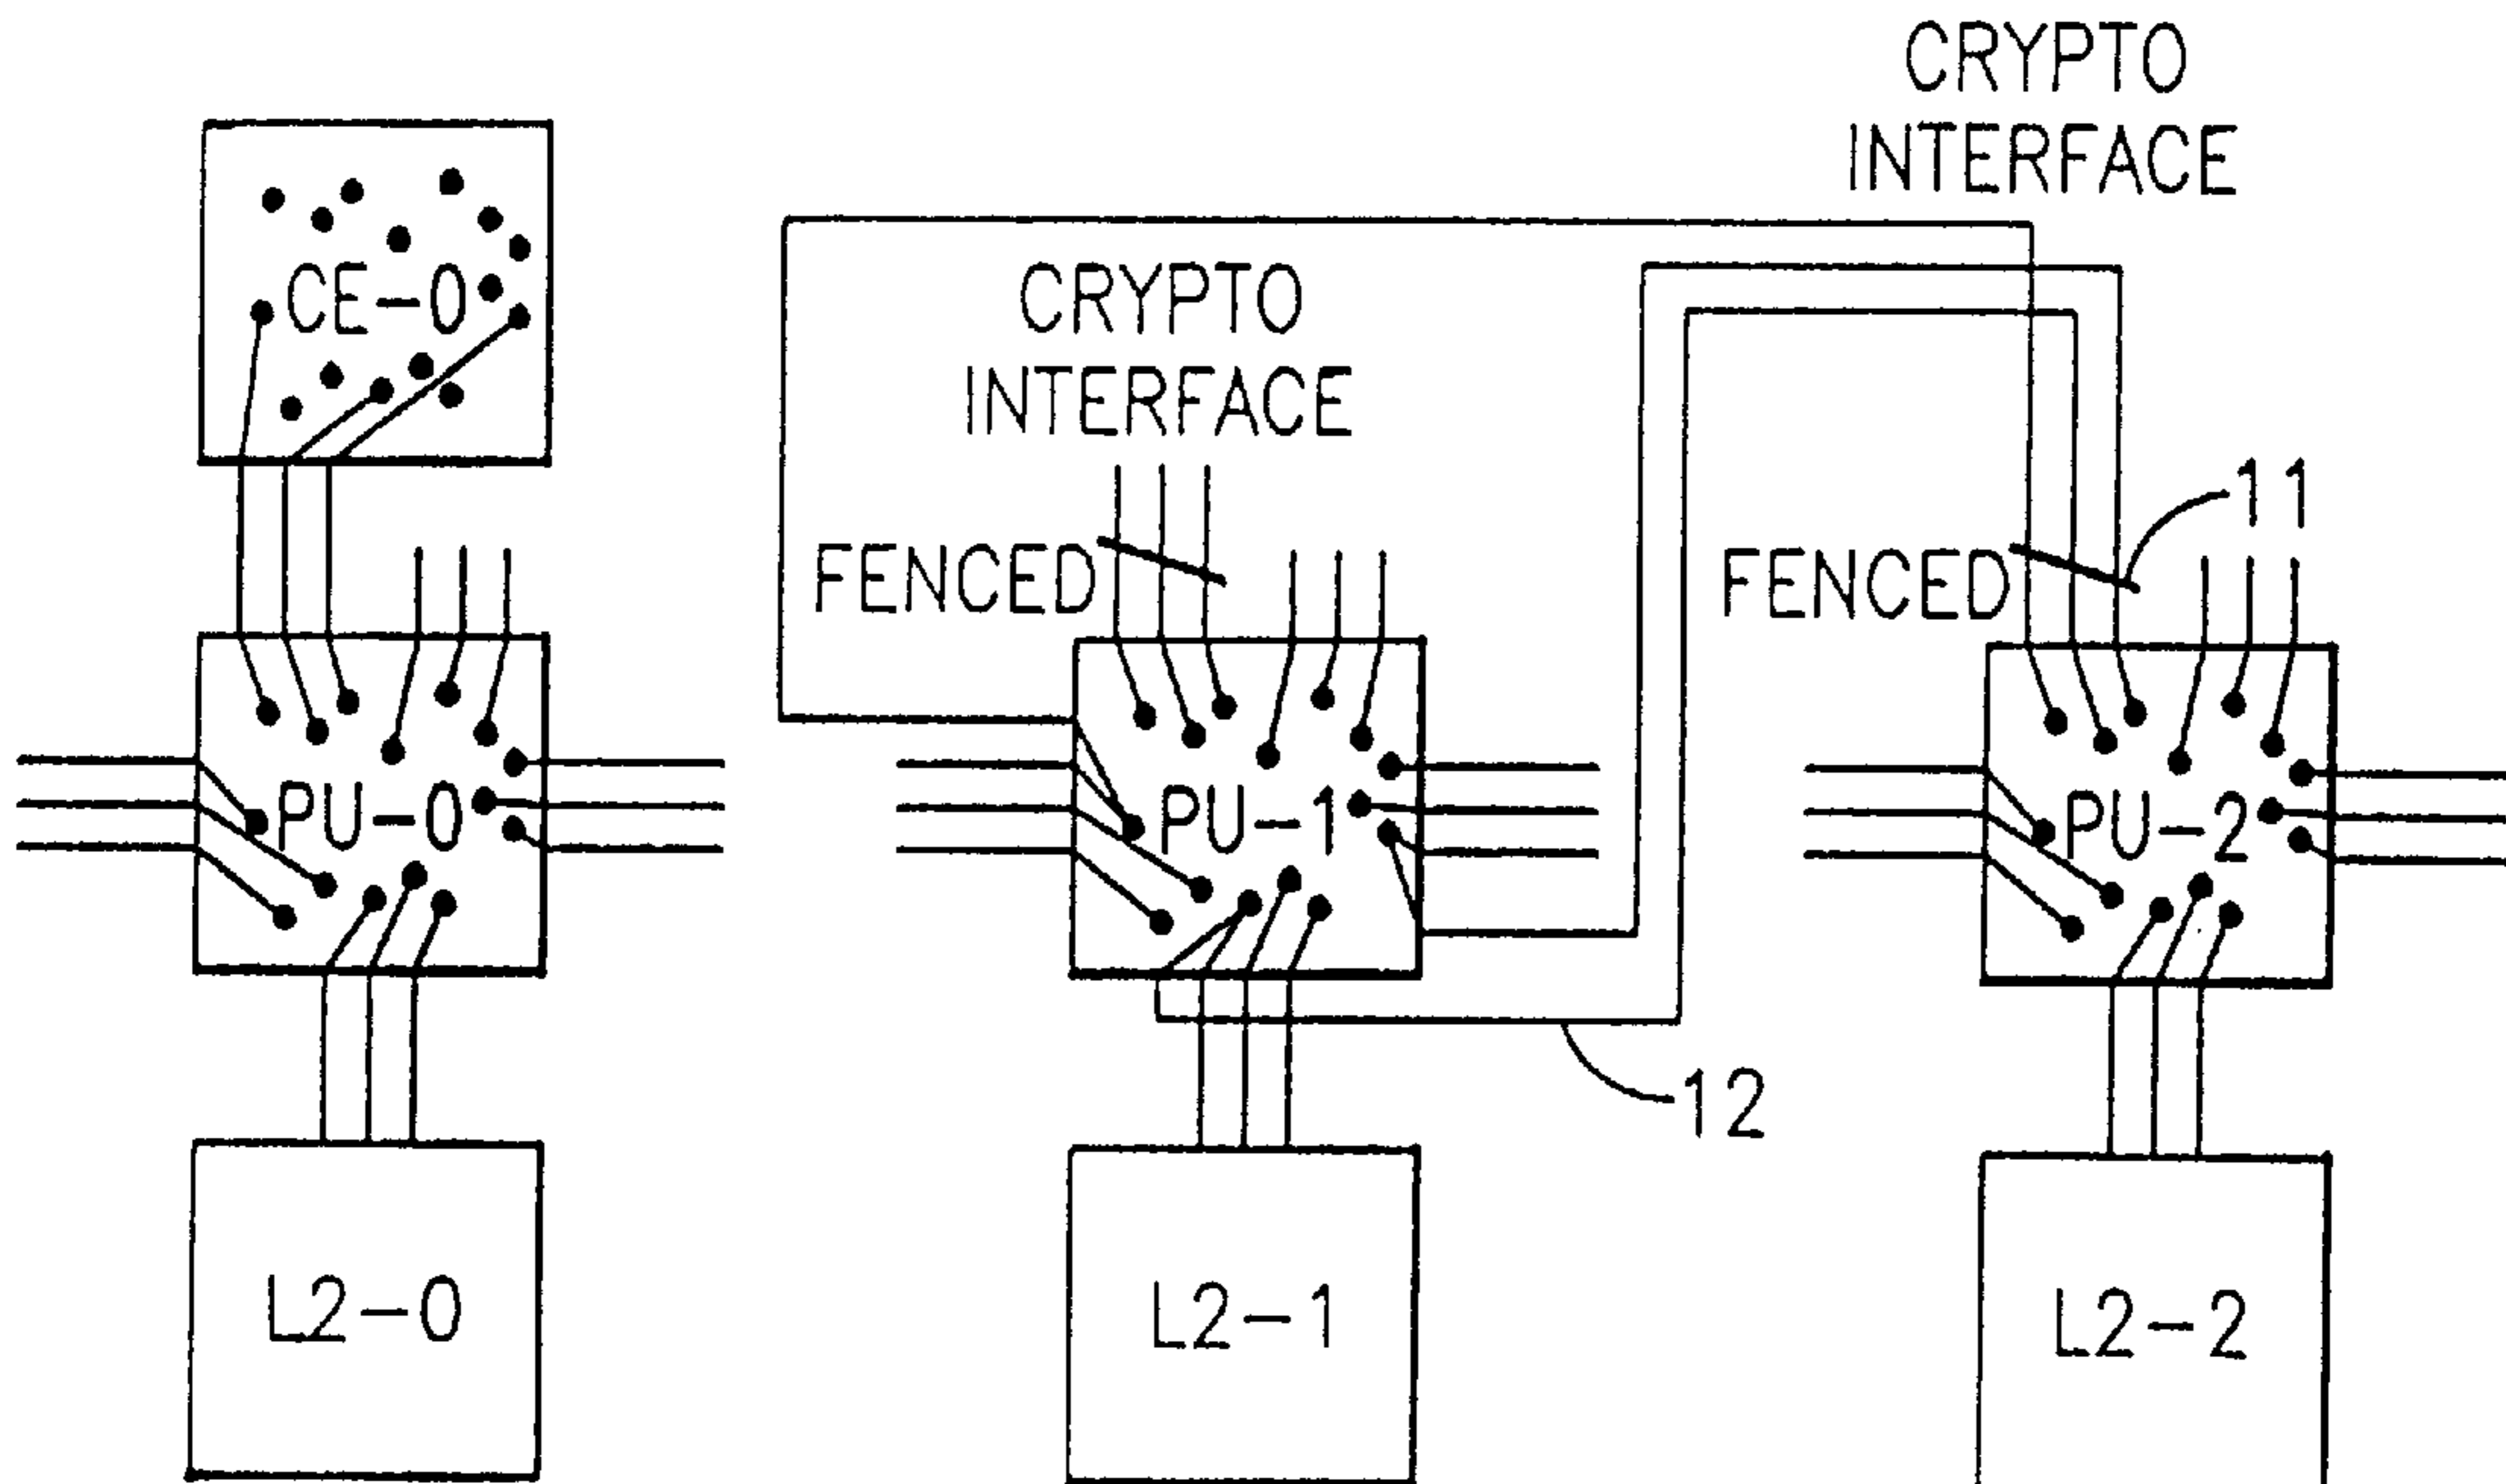 CRYPTO
INTERFACE
CE-0
CRYPTO
INTERFACE
11
FENCED
FENCED
PU-0
PU-1
PU-2
12
L2-0
L2-1
L2-2